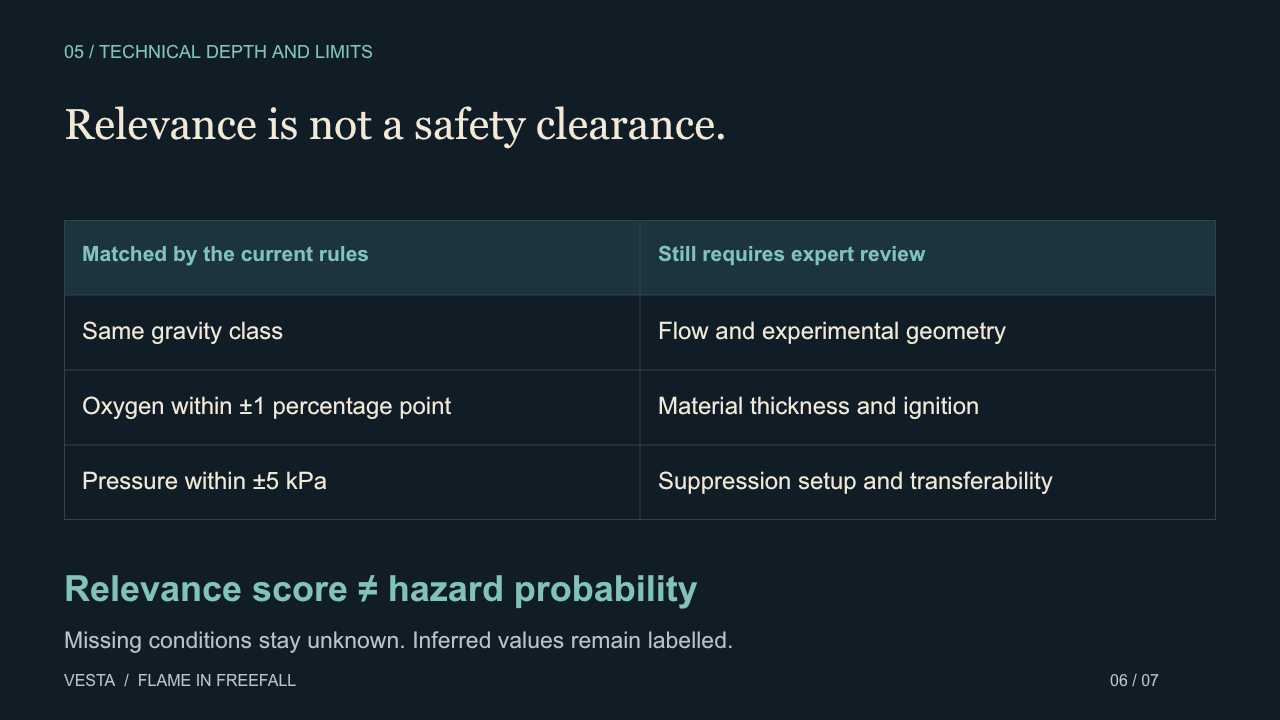 05 / TECHNICAL DEPTH AND LIMITS
Relevance is not a safety clearance.
Matched by the current rules
Still requires expert review
Same gravity class
Flow and experimental geometry
Oxygen within ±1 percentage point
Material thickness and ignition
Pressure within ±5 kPa
Suppression setup and transferability
Relevance score ≠ hazard probability
Missing conditions stay unknown. Inferred values remain labelled.
VESTA / FLAME IN FREEFALL
06 / 07